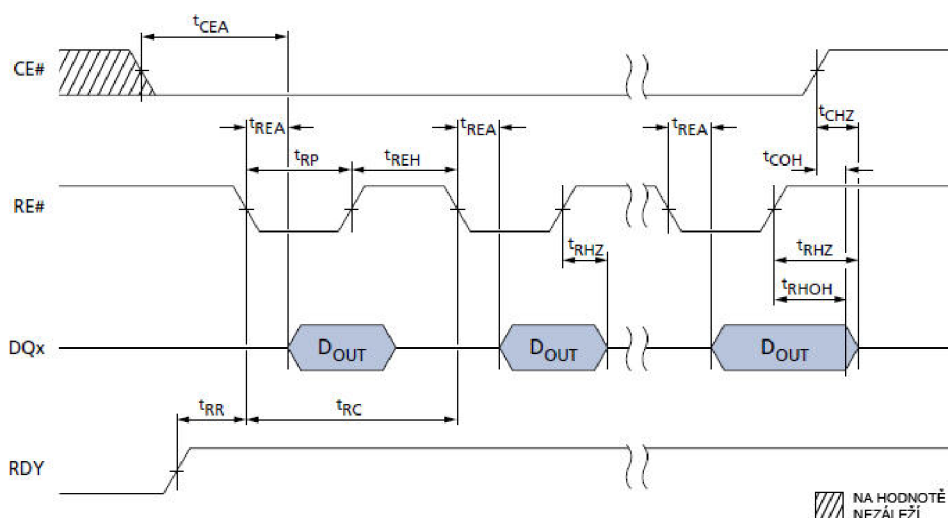 tCEA
CE#
tREA
tREA
tREA
tCHZ
tRP
tREH
tCOH
RE#
tRHZ
tRHZ
tRHOH
DQx
DOUT
DOUT
DOUT
tRR
tRC
RDY
NA HODNOTĚ
NEZÁLEŽÍ